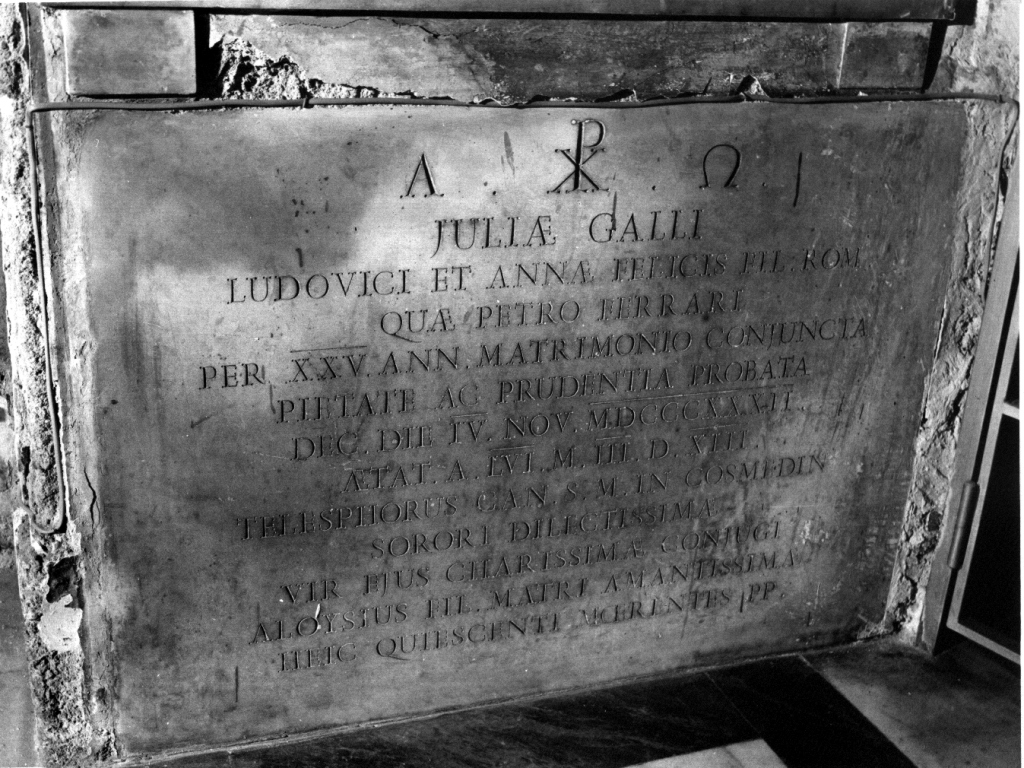 Α ☧ Ω
JULIÆ GALLI
LUDOVICI ET ANNÆ FELICIS FIL. ROM
QUÆ PETRO FERRARI
PER XXV. ANN. MATRIMONIO CONJUNCTA
PIETATE AC PRUDENTIA PROBATA
DEC. DIE IV. NOV. MDCCCXXXVII.
ÆTAT. A. LVI. M. III. D. VIII.
TELESPHORUS CAN. S. M. IN COSMEDIN
SORORI DILECTISSIMÆ
VIR EJUS CHARISSIMÆ CONJUGI
ALOYSIUS FIL. MATRI AMANTISSIMÆ
HEIC QUIESCENTI MŒRENTES PP.